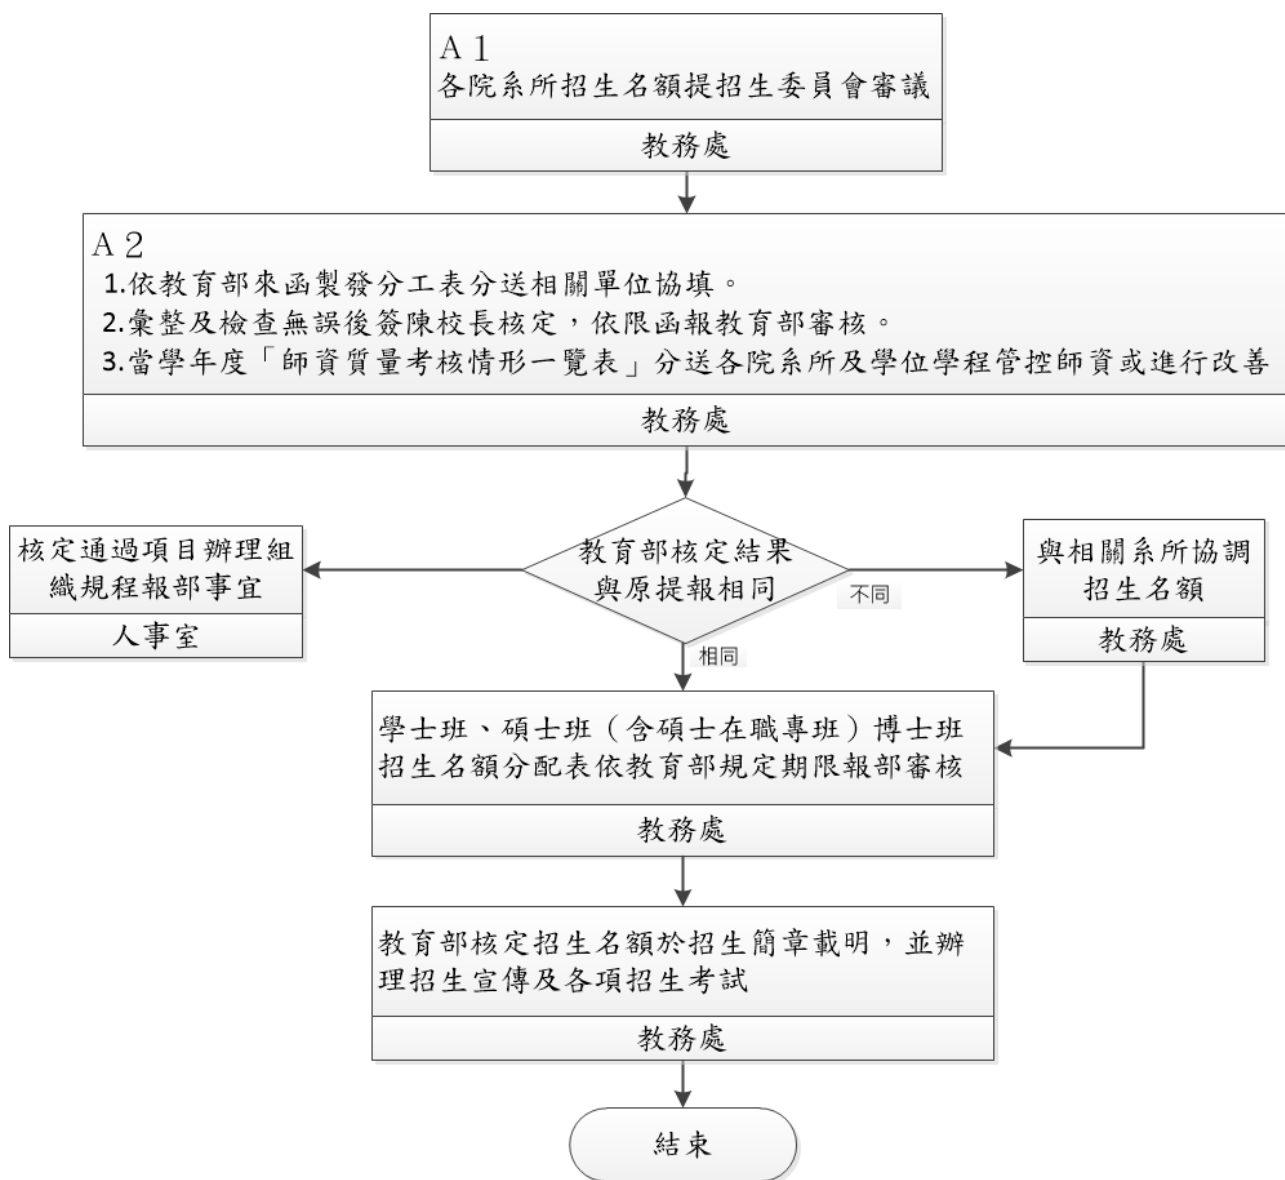 A 1
各院系所招生名額提招生委員會審議
教務處
A 2
1.依教育部來函製發分工表分送相關單位協填。
2.彙整及檢查無誤後簽陳校長核定，依限函報教育部審核。
3.當學年度「師資質量考核情形一覽表」分送各院系所及學位學程管控師資或進行改善
教務處
教育部核定結果
與原提報相同
核定通過項目辦理組
織規程報部事宜
人事室
不同
與相關系所協調
招生名額
教務處
相同
學士班、碩士班（含碩士在職專班）博士班
招生名額分配表依教育部規定期限報部審核
教務處
教育部核定招生名額於招生簡章載明，並辦
理招生宣傳及各項招生考試
教務處
結束